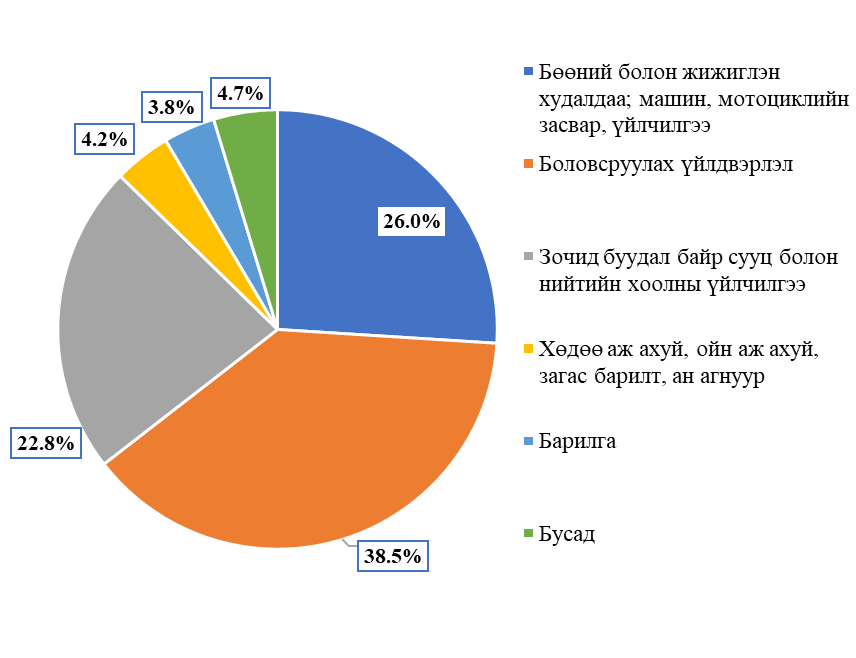 4.7%
3.8%
4.2%
26.0%
22.8%
38.5%
Бөөний болон жижиглэн
худалдаа; машин, мотоциклийн
засвар, үйлчилгээ
Боловсруулах үйлдвэрлэл
Зочид буудал байр сууц болон
нийтийн хоолны үйлчилгээ
Хөдөө аж ахуй, ойн аж ахуй,
загас барилт, ан агнуур
Барилга
Бусад